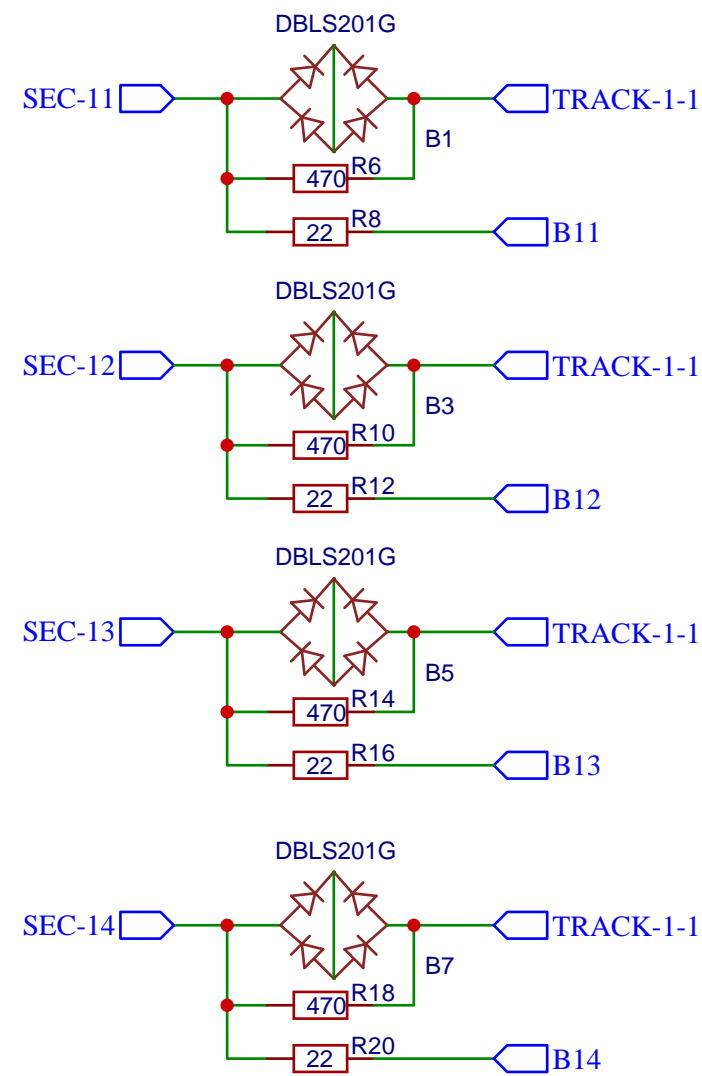 DBLS201G
SEC-11 TRACK-1-1
B1
470 R6
22 R8 B11
DBLS201G
SEC-12 TRACK-1-1
B3
470 R10
22 R12 B12
DBLS201G
SEC-13 TRACK-1-1
B5
470 R14
22 R16 B13
DBLS201G
SEC-14 TRACK-1-1
B7
470 R18
22 R20 B14